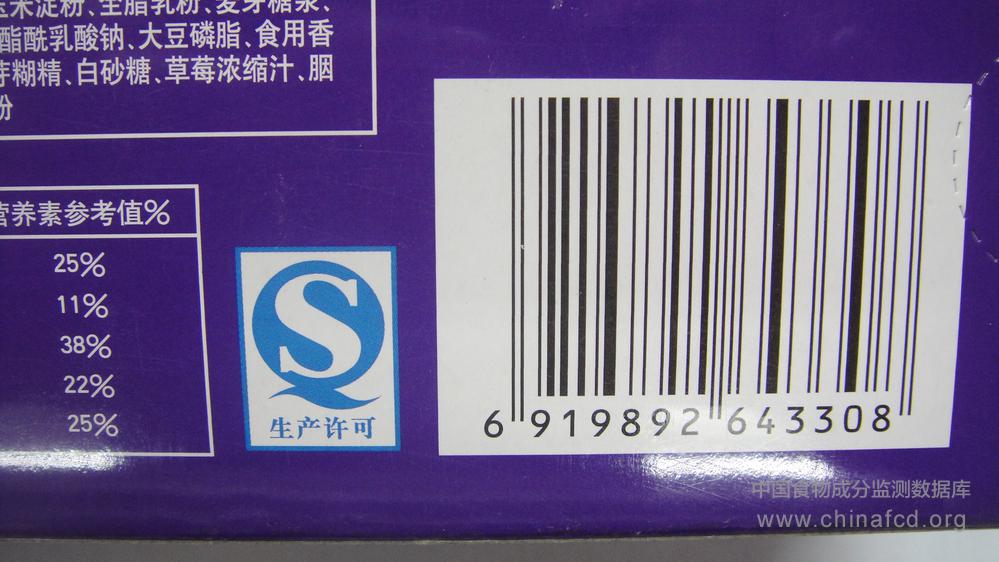 玉米淀粉、全脂乳粉、麦芽糖浆、
酯酰乳酸钠、大豆磷脂、食用香
芽糊精、白砂糖、草莓浓缩汁、胭
粉
营养素参考值%
25%
11%
38%
22%
25%
生产许可
6 919892 643308
中国食物成分监测数据库
www.chinafcd.org